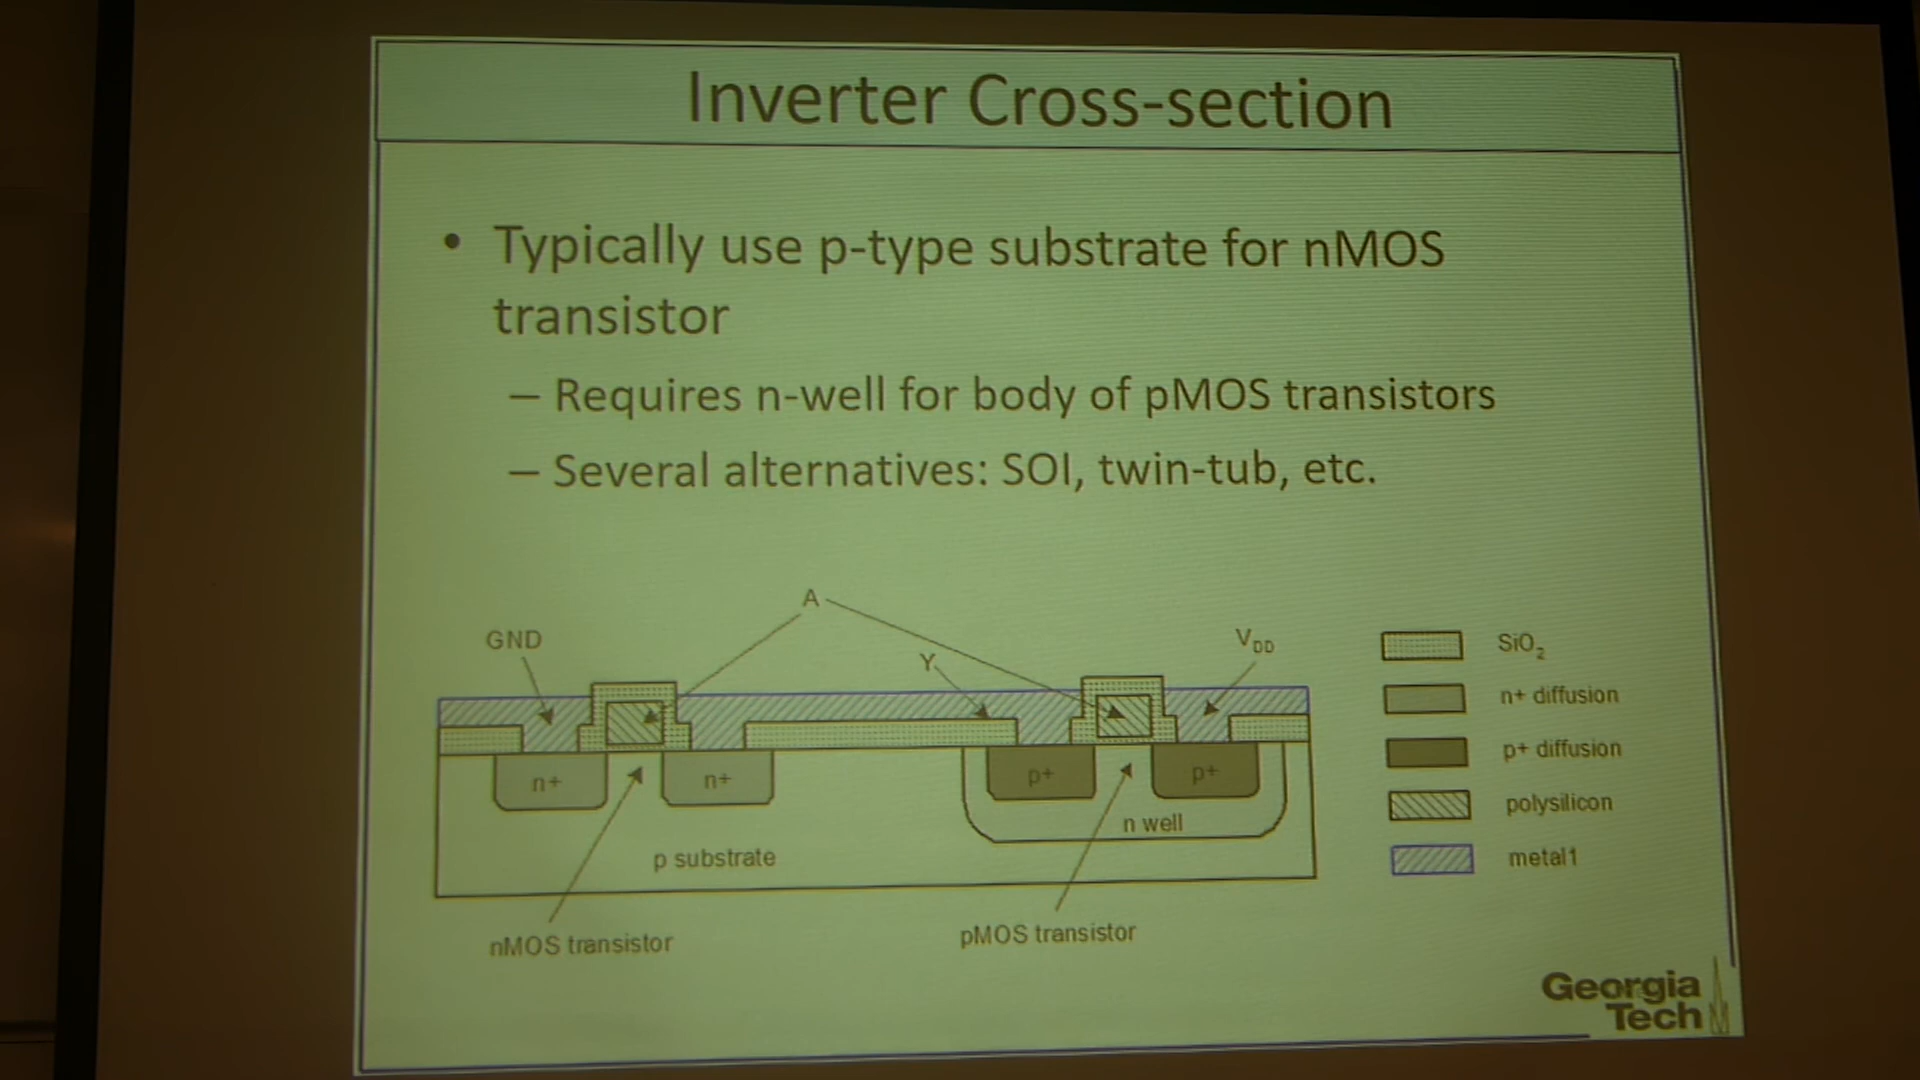 Inverter Cross-section
• Typically use p-type substrate for nMOS
transistor
– Requires n-well for body of pMOS transistors
– Several alternatives: SOI, twin-tub, etc.
A
GND
Y
VDD
n+
n+
p+
p+
n well
p substrate
nMOS transistor
pMOS transistor
SiO2
n+ diffusion
p+ diffusion
polysilicon
metal1
Georgia
Tech